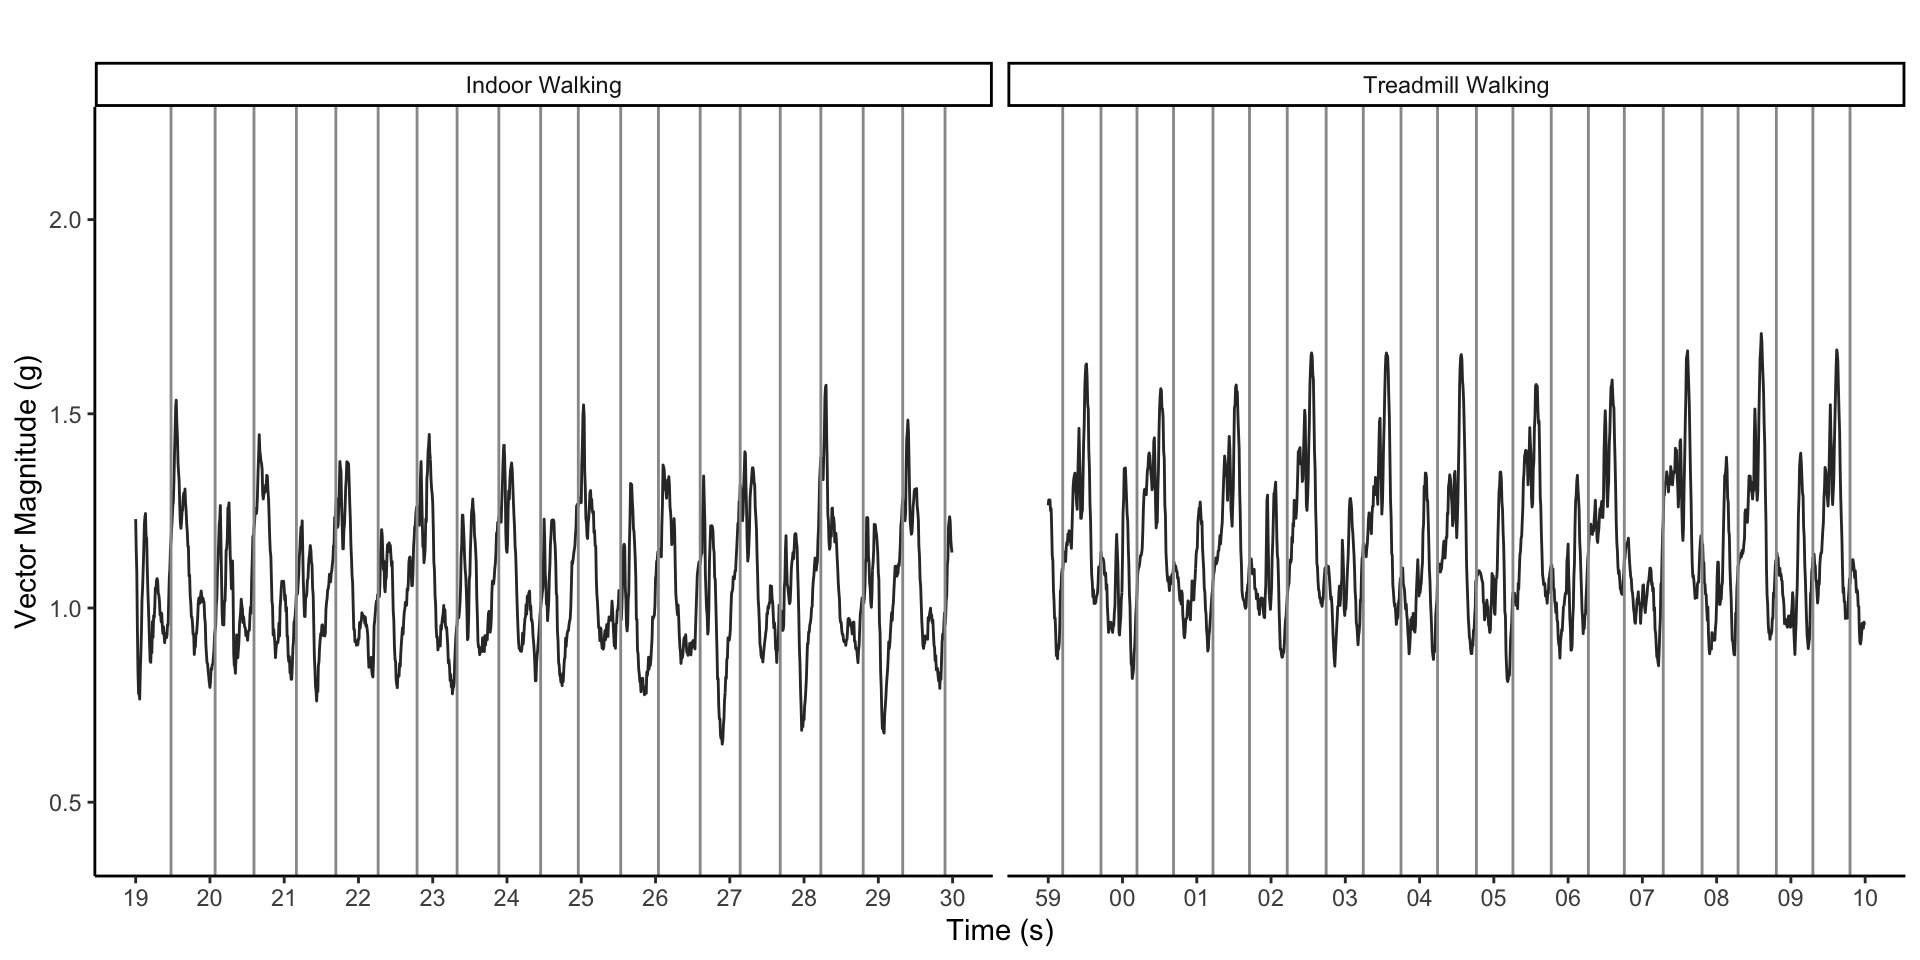 Indoor Walking
Treadmill Walking
Vector Magnitude (g)
2.0
1.5
1.0
0.5
19 20 21 22 23 24 25 26 27 28 29 30
59 00 01 02 03 04 05 06 07 08 09 10
Time (s)